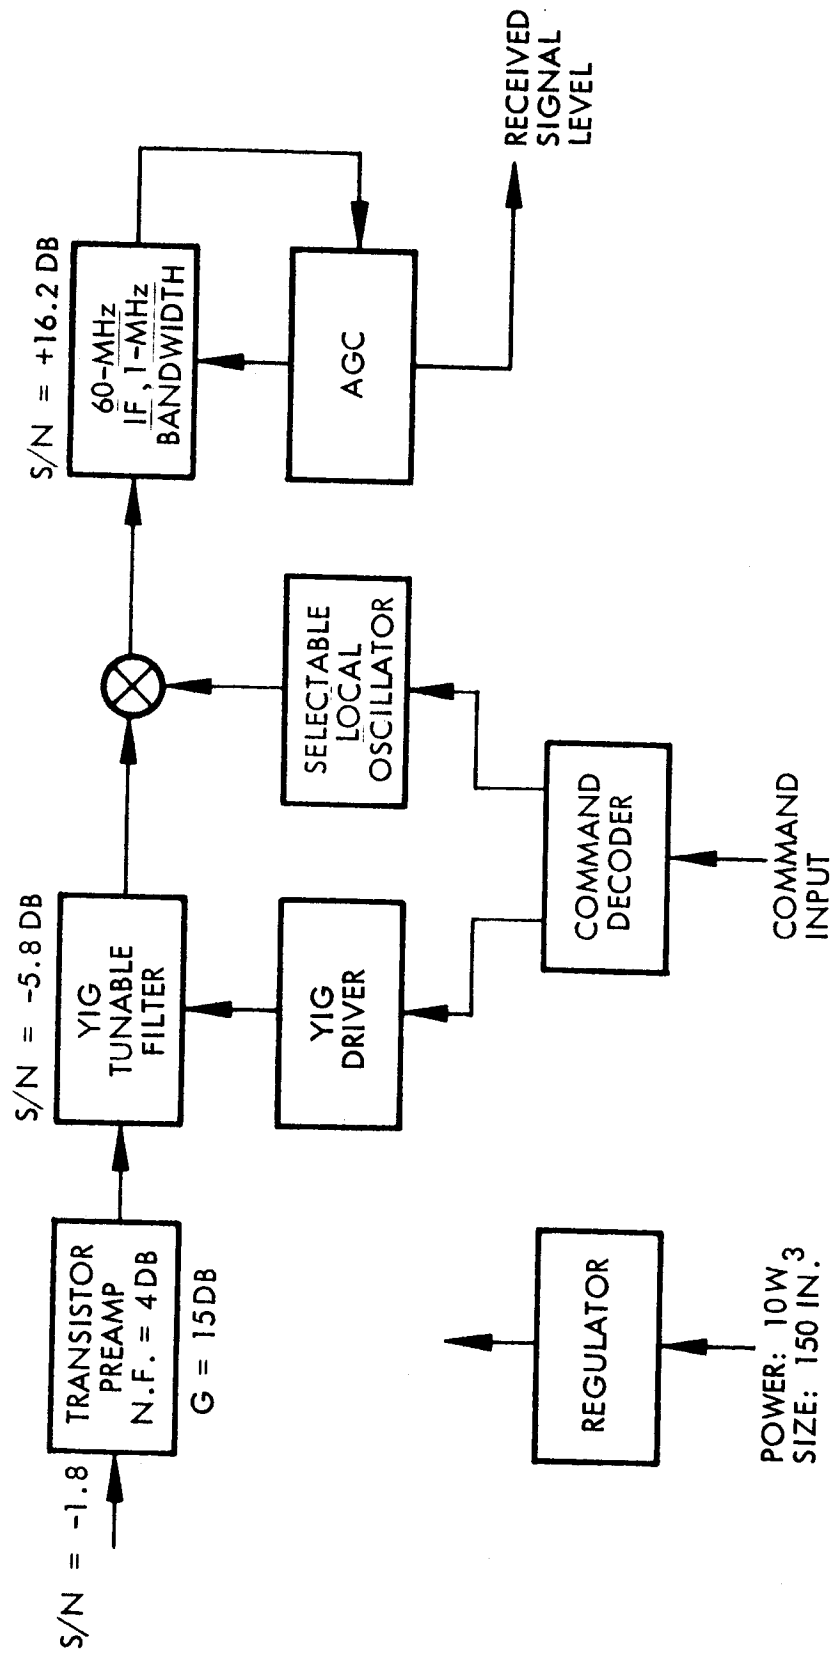 S/N = -1.8
TRANSISTOR
PREAMP
N.F. = 4 DB
G = 15 DB
S/N = -5.8 DB
YIG
TUNABLE
FILTER
S/N = +16.2 DB
60-MHz
IF, 1-MHz
BANDWIDTH
YIG
DRIVER
SELECTABLE
LOCAL
OSCILLATOR
AGC
RECEIVED
SIGNAL
LEVEL
REGULATOR
POWER: 10W
SIZE: 150 IN.3
COMMAND
DECODER
COMMAND
INPUT